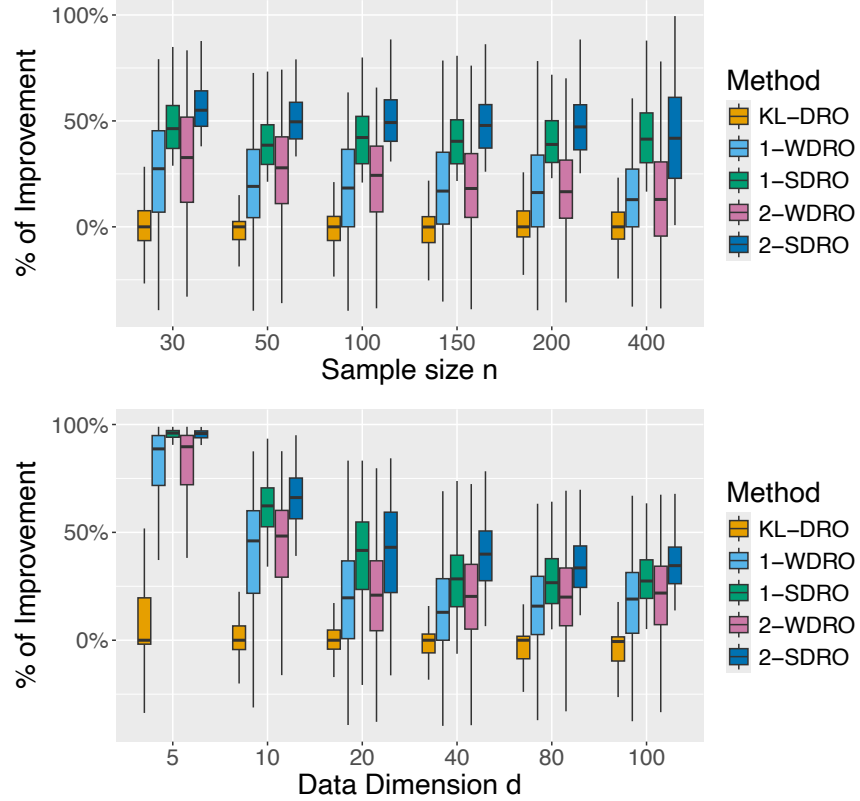 % of Improvement
100%
50%
0%
30 50 100 150 200 400
Sample size n
Method
KL−DRO
1−WDRO
1−SDRO
2−WDRO
2−SDRO
% of Improvement
100%
50%
0%
5 10 20 40 80 100
Data Dimension d
Method
KL−DRO
1−WDRO
1−SDRO
2−WDRO
2−SDRO